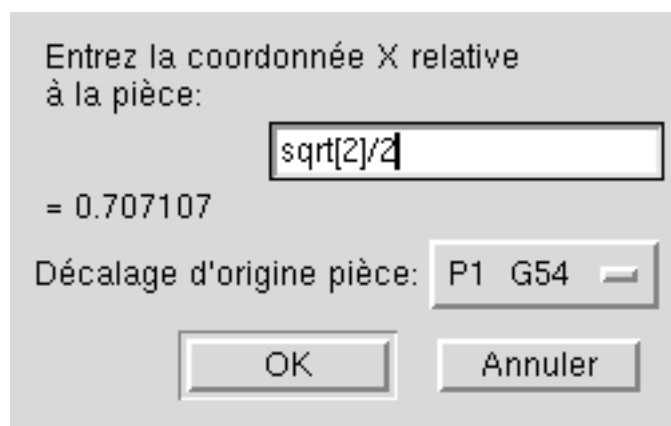 Entrez la coordonnée X relative
à la pièce:
sqrt[2]/2
= 0.707107
Décalage d'origine pièce: P1 G54
OK Annuler